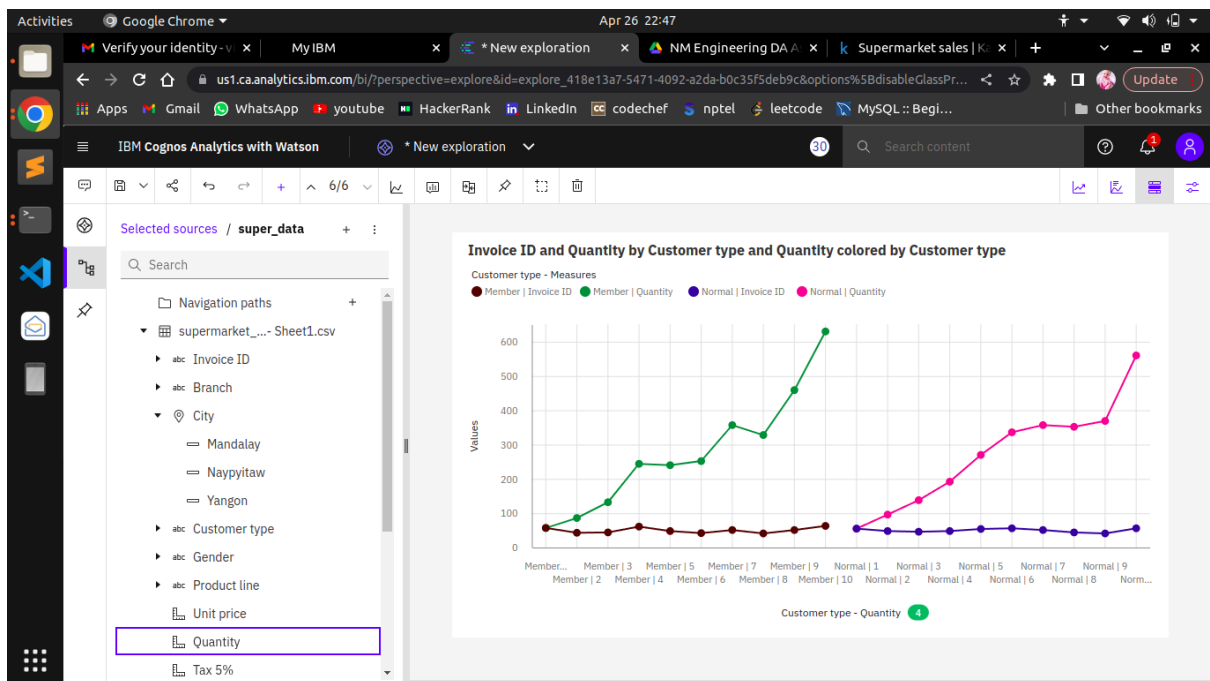 Activities Google Chrome Apr 26 22:47
Verify your identity - v My IBM * New exploration NM Engineering DA A Supermarket sales | Ka
us1.ca.analytics.ibm.com/bi/?perspective=explore&id=explore_418e13a7-5471-4092-a2da-b0c35f5deb9c&options%5BdisableGlassPr... Update
Apps Gmail WhatsApp youtube HackerRank LinkedIn codechef nptel leetcode MySQL :: Begi... Other bookmarks
IBM Cognos Analytics with Watson * New exploration 30 Search content 1
6/6
Selected sources / super_data
Search
Navigation paths
supermarket_...- Sheet1.csv
abc Invoice ID
abc Branch
City
Mandalay
Naypyitaw
Yangon
abc Customer type
abc Gender
abc Product line
Unit price
Quantity
Tax 5%
Invoice ID and Quantity by Customer type and Quantity colored by Customer type
Customer type - Measures
Member | Invoice ID Member | Quantity Normal | Invoice ID Normal | Quantity
600
500
400
300
200
100
0
Values
Member... Member | 3 Member | 5 Member | 7 Member | 9 Normal | 1 Normal | 3 Normal | 5 Normal | 7 Normal | 9
Member | 2 Member | 4 Member | 6 Member | 8 Member | 10 Normal | 2 Normal | 4 Normal | 6 Normal | 8 Norm...
Customer type - Quantity 4